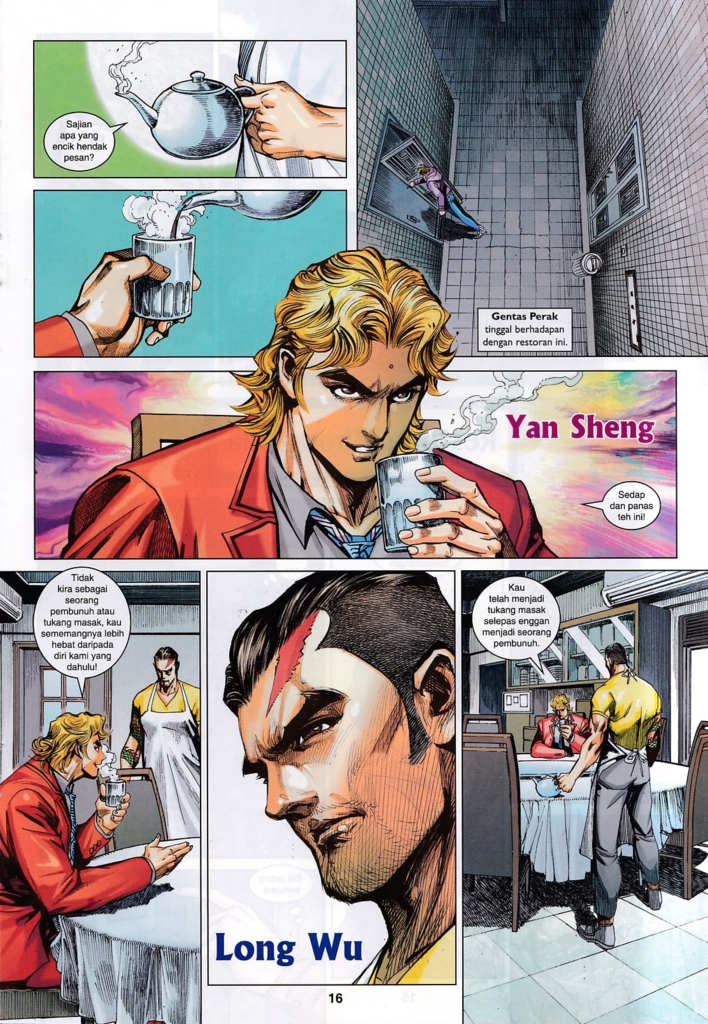 Sajian
apa yang
encik hendak
pesan?
Gentas Perak
tinggal berhadapan
dengan restoran ini.
Yan Sheng
Sedap
dan panas
teh ini!
Tidak
kira sebagai
seorang
pembunuh atau
tukang masak, kau
sememangnya lebih
hebat daripada
diri kami yang
dahulu!
Long Wu
Kau
telah menjadi
tukang masak
selepas enggan
menjadi seorang
pembunuh.
16